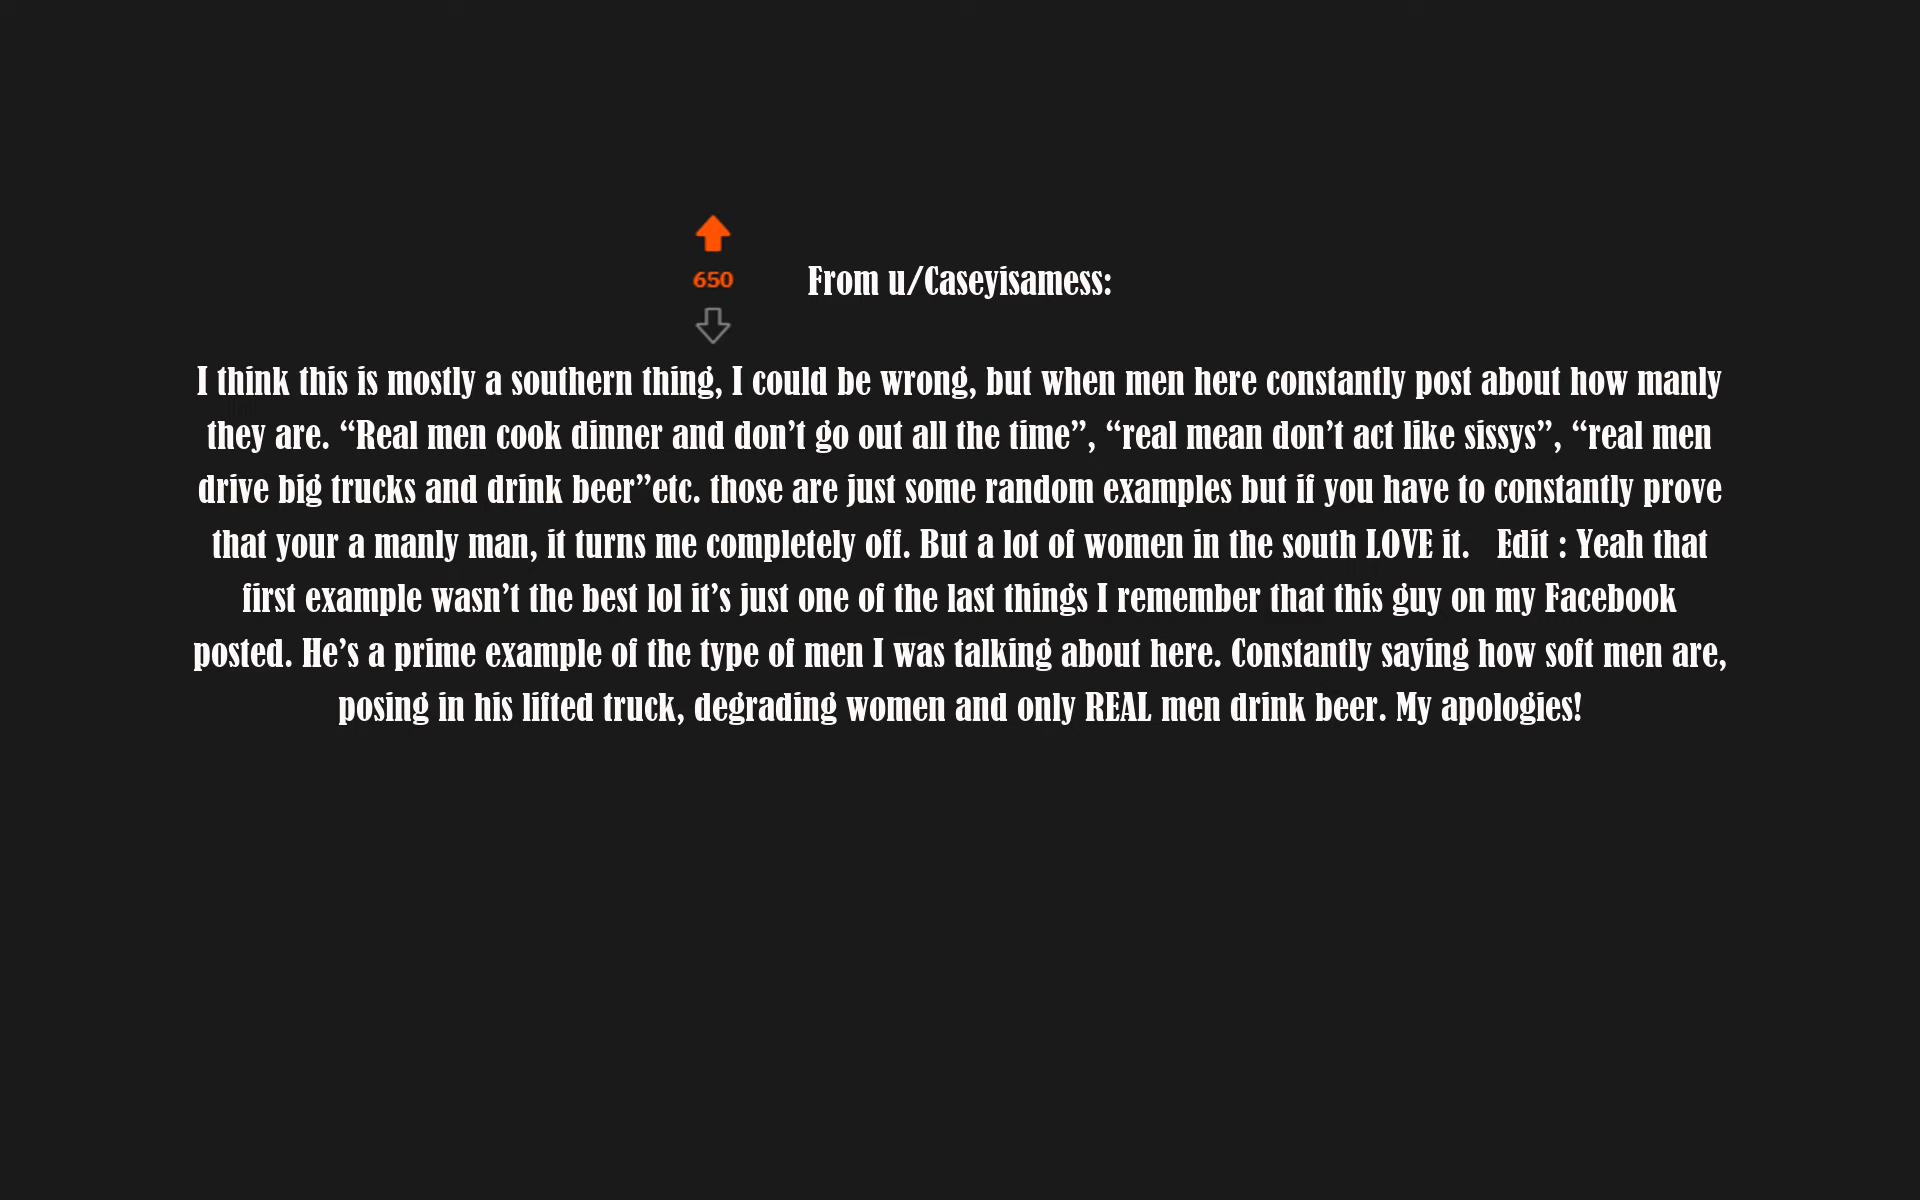 650
From u/Caseyisamess:
I think this is mostly a southern thing, I could be wrong, but when men here constantly post about how manly
they are. “Real men cook dinner and don’t go out all the time”, “real mean don’t act like sissys”, “real men
drive big trucks and drink beer”etc. those are just some random examples but if you have to constantly prove
that your a manly man, it turns me completely off. But a lot of women in the south LOVE it.   Edit : Yeah that
first example wasn’t the best lol it’s just one of the last things I remember that this guy on my Facebook
posted. He’s a prime example of the type of men I was talking about here. Constantly saying how soft men are,
posing in his lifted truck, degrading women and only REAL men drink beer. My apologies!